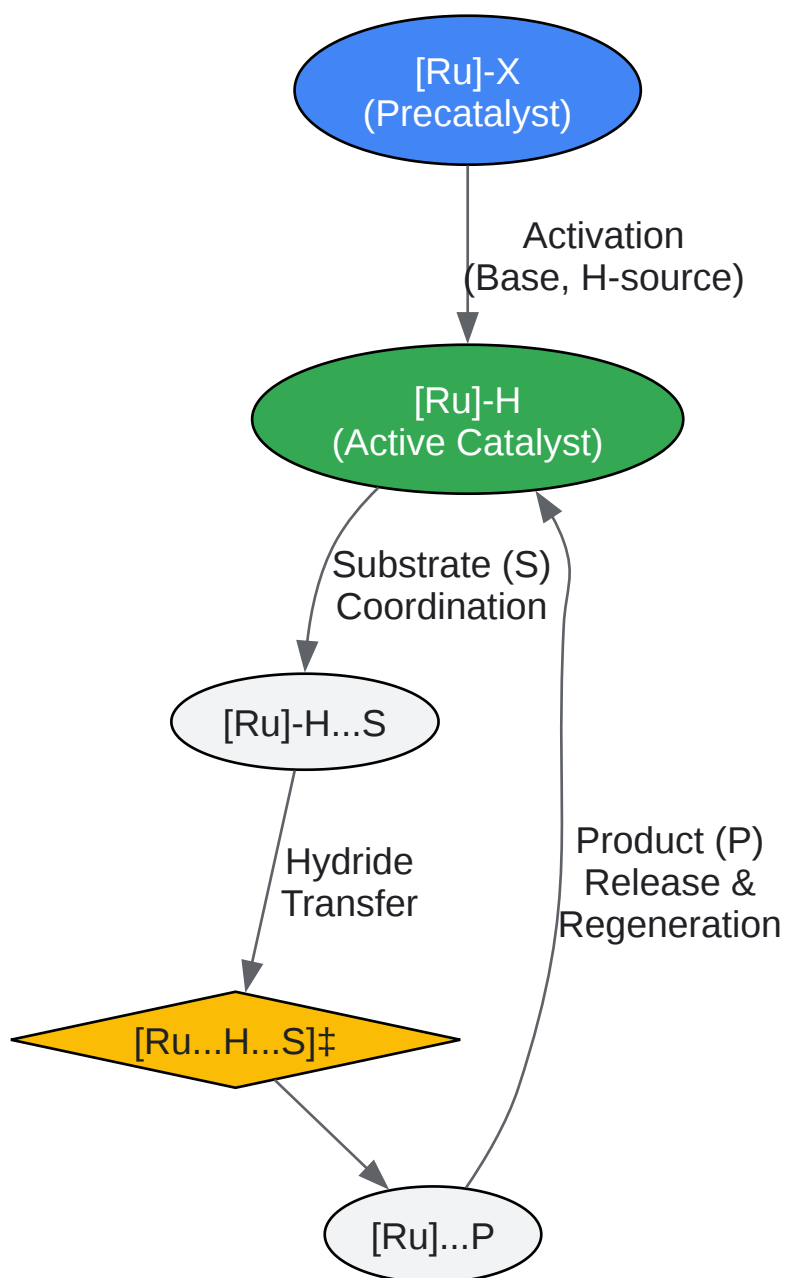 [Ru]-X
(Precatalyst)
Activation
(Base, H-source)
[Ru]-H
(Active Catalyst)
Substrate (S)
Coordination
[Ru]-H...S
Hydride
Transfer
Product (P)
Release &
Regeneration
[Ru...H...S]‡
[Ru]...P